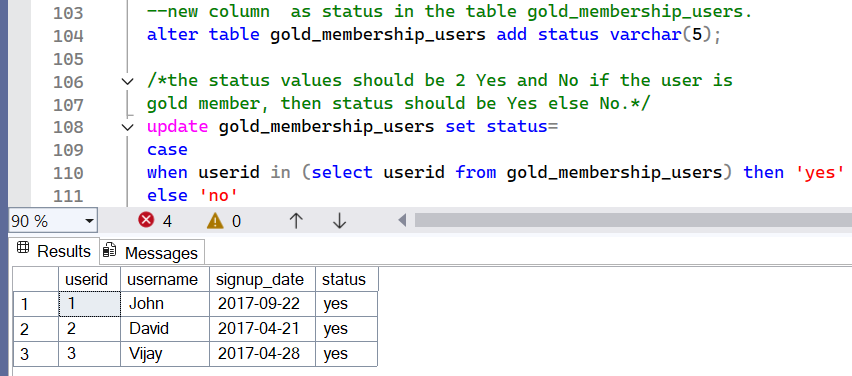 103 --new column  as status in the table gold_membership_users.
104 alter table gold_membership_users add status varchar(5);
105
106 /*the status values should be 2 Yes and No if the user is
107 gold member, then status should be Yes else No.*/
108 update gold_membership_users set status=
109 case
110 when userid in (select userid from gold_membership_users) then 'yes'
111 else 'no'
90 % 4 0
Results Messages
userid username signup_date status
1 1 John 2017-09-22 yes
2 2 David 2017-04-21 yes
3 3 Vijay 2017-04-28 yes